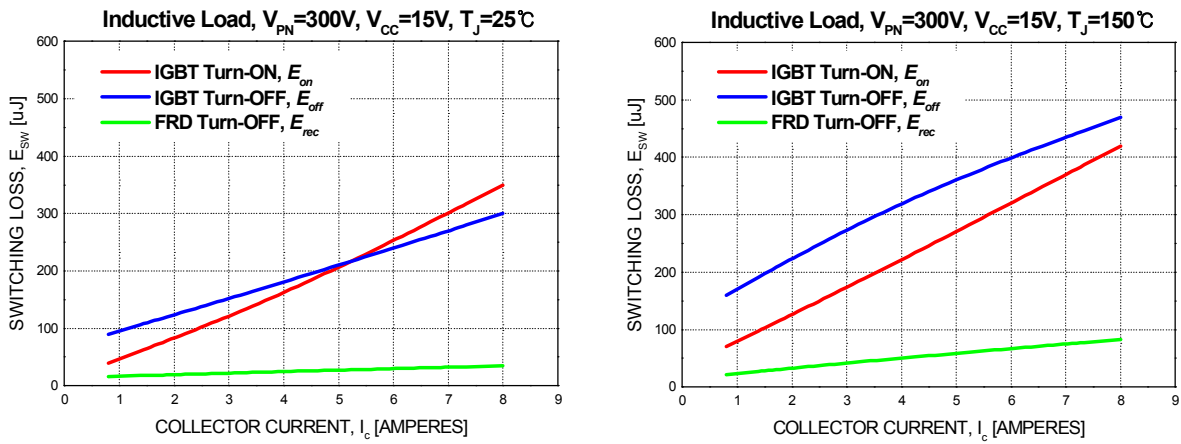 Inductive Load, VPN=300V, VCC=15V, TJ=25℃
600
500
400
300
200
100
0
SWITCHING LOSS, ESW [uJ]
IGBT Turn-ON, Eon
IGBT Turn-OFF, Eoff
FRD Turn-OFF, Erec
0 1 2 3 4 5 6 7 8 9
COLLECTOR CURRENT, Ic [AMPERES]
Inductive Load, VPN=300V, VCC=15V, TJ=150℃
600
500
400
300
200
100
0
SWITCHING LOSS, ESW [uJ]
IGBT Turn-ON, Eon
IGBT Turn-OFF, Eoff
FRD Turn-OFF, Erec
0 1 2 3 4 5 6 7 8 9
COLLECTOR CURRENT, Ic [AMPERES]